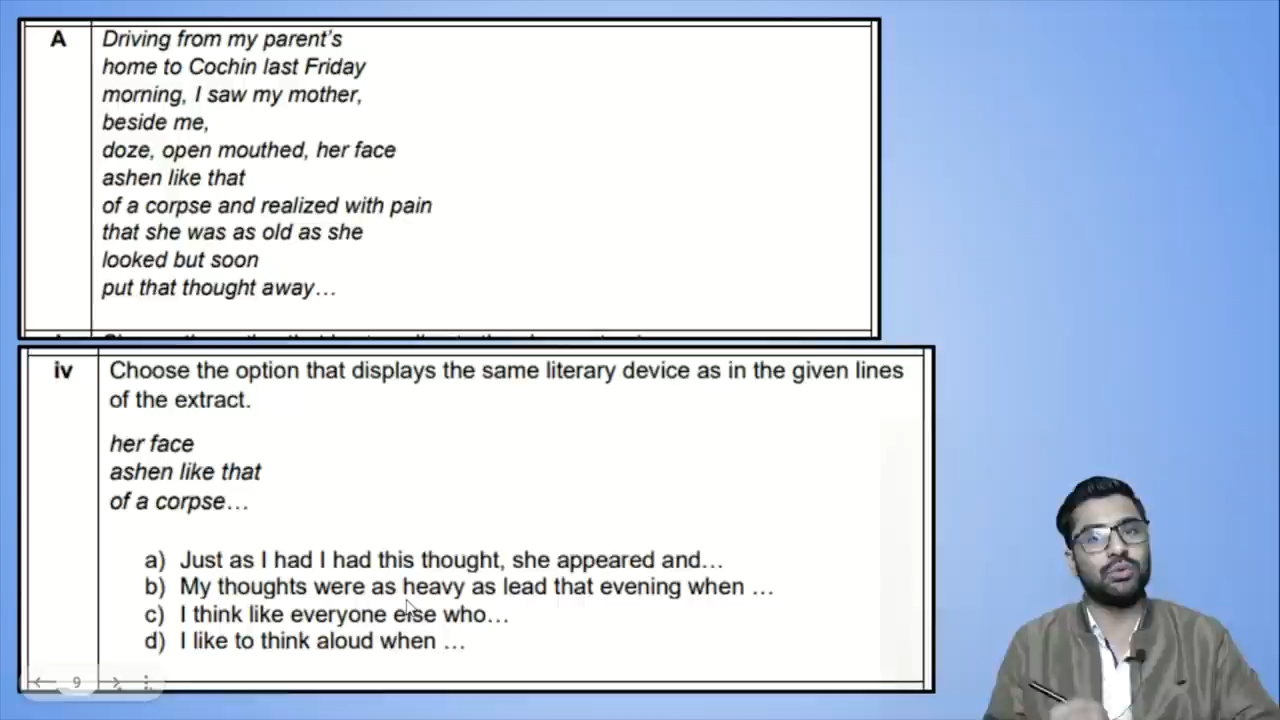 A
Driving from my parent's
home to Cochin last Friday
morning, I saw my mother,
beside me,
doze, open mouthed, her face
ashen like that
of a corpse and realized with pain
that she was as old as she
looked but soon
put that thought away…
iv
Choose the option that displays the same literary device as in the given lines
of the extract.
her face
ashen like that
of a corpse…
a) Just as I had I had this thought, she appeared and…
b) My thoughts were as heavy as lead that evening when …
c) I think like everyone else who…
d) I like to think aloud when …
9